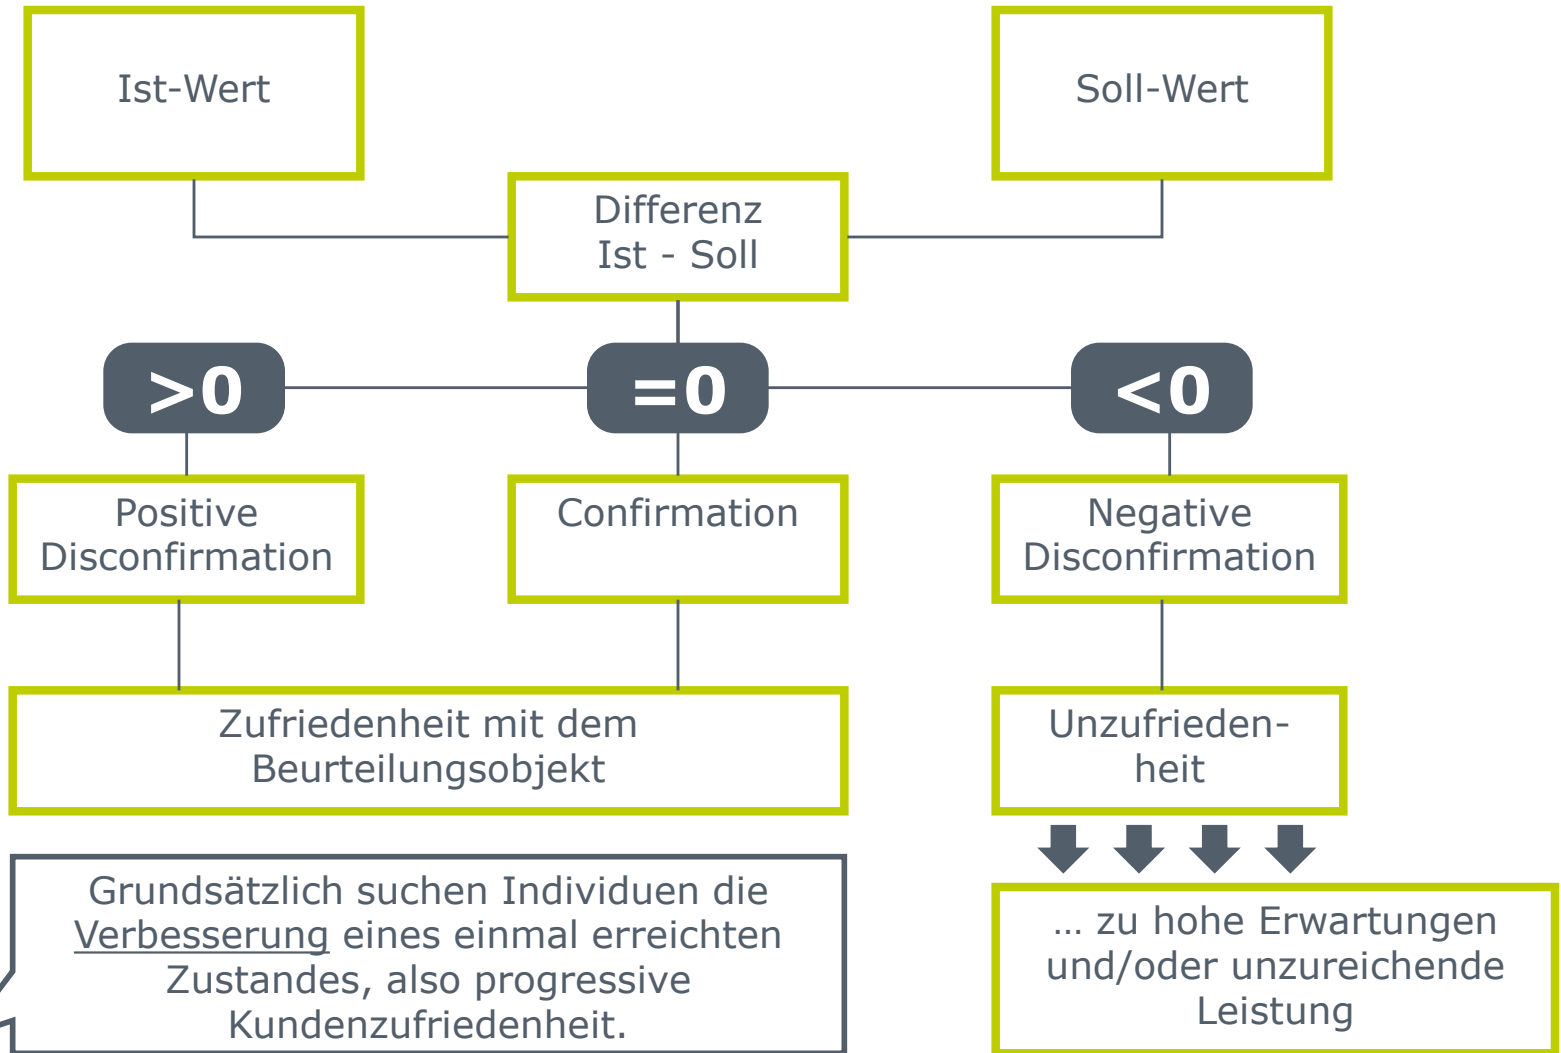 Ist-Wert
Soll-Wert
Differenz
Ist - Soll
>0
=0
<0
Positive
Disconfirmation
Confirmation
Negative
Disconfirmation
Zufriedenheit mit dem
Beurteilungsobjekt
Unzufrieden-
heit
Grundsätzlich suchen Individuen die
Verbesserung eines einmal erreichten
Zustandes, also progressive
Kundenzufriedenheit.
... zu hohe Erwartungen
und/oder unzureichende
Leistung